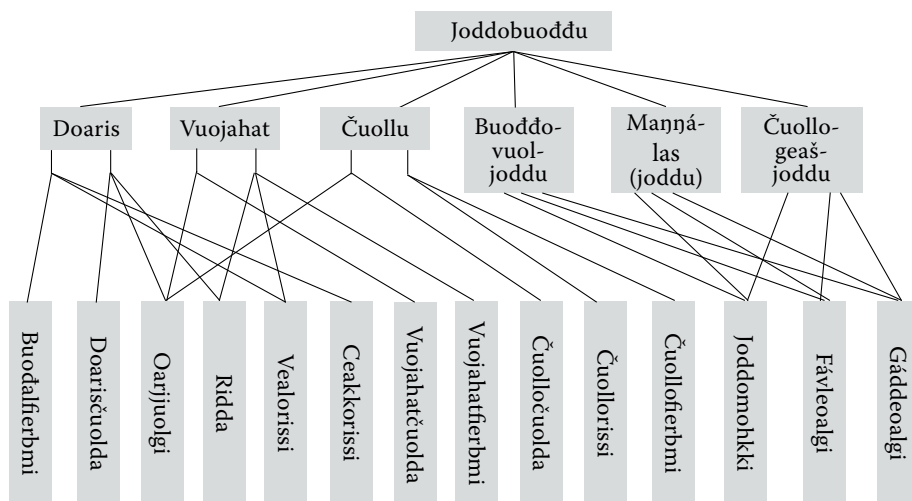 Joddobuođđu
Doaris
Vuojahat
Čuollu
Buođđo-
vuol-
joddu
Maŋŋá-
las
(joddu)
Čuollo-
geaš-
joddu
Buođalfierbmi
Doarisčuolda
Oarjjuolgi
Ridda
Vealorissi
Ceakkorissi
Vuojahatčuolda
Vuojahatfierbmi
Čuolločuolda
Čuollorissi
Čuollofierbmi
Joddomohkki
Fávleoalgi
Gáddeoalgi